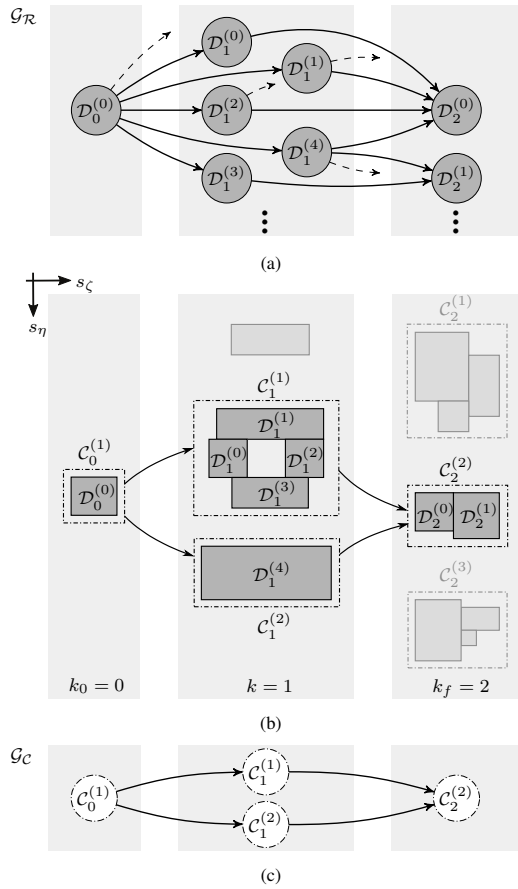 𝒢_ℛ
𝒟_1^(0)
𝒟_1^(1)
𝒟_0^(0)
𝒟_1^(2)
𝒟_2^(0)
𝒟_1^(4)
𝒟_1^(3)
𝒟_2^(1)
(a)
s_ζ
s_η
𝒞_2^(1)
𝒞_1^(1)
𝒟_1^(1)
𝒞_0^(1)
𝒟_1^(0)
𝒟_1^(2)
𝒞_2^(2)
𝒟_0^(0)
𝒟_1^(3)
𝒟_2^(0)
𝒟_2^(1)
𝒟_1^(4)
𝒞_2^(3)
𝒞_1^(2)
k_0 = 0
k = 1
k_f = 2
(b)
𝒢_𝒞
𝒞_1^(1)
𝒞_0^(1)
𝒞_2^(2)
𝒞_1^(2)
(c)